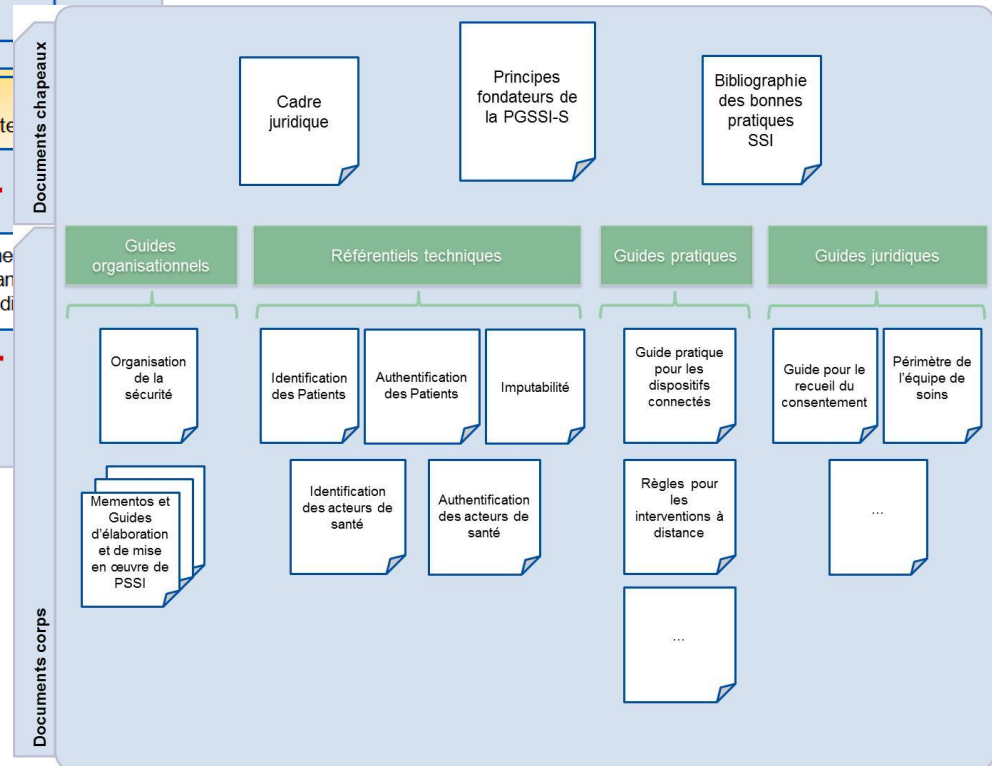 Documents chapeaux
Cadre
juridique
Principes
fondateurs de
la PGSSI-S
Bibliographie
des bonnes
pratiques
SSI
Documents corps
Guides
organisationnels
Référentiels techniques
Guides pratiques
Guides juridiques
Organisation
de la
sécurité
Identification
des Patients
Authentification
des Patients
Imputabilité
Guide pratique
pour les
dispositifs
connectés
Guide pour le
recueil du
consentement
Périmètre de
l'équipe de
soins
Mementos et
Guides
d'élaboration
et de mise
en œuvre de
PSSI
Identification
des acteurs de
santé
Authentification
des acteurs de
santé
Règles pour
les
interventions à
distance
...
...